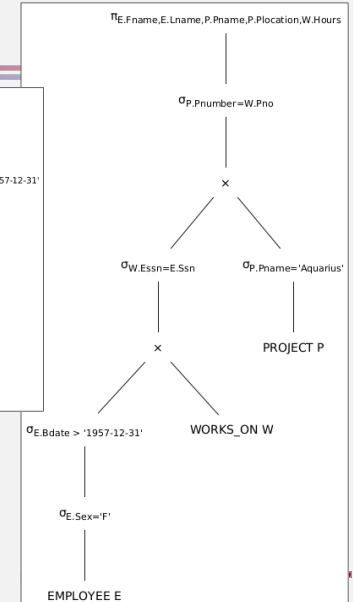 πE.Fname,E.Lname,P.Pname,P.Plocation,W.Hours
σP.Pnumber=W.Pno
×
57-12-31'
σW.Essn=E.Ssn
σP.Pname='Aquarius'
×
PROJECT P
σE.Bdate > '1957-12-31'
WORKS_ON W
σE.Sex='F'
EMPLOYEE E